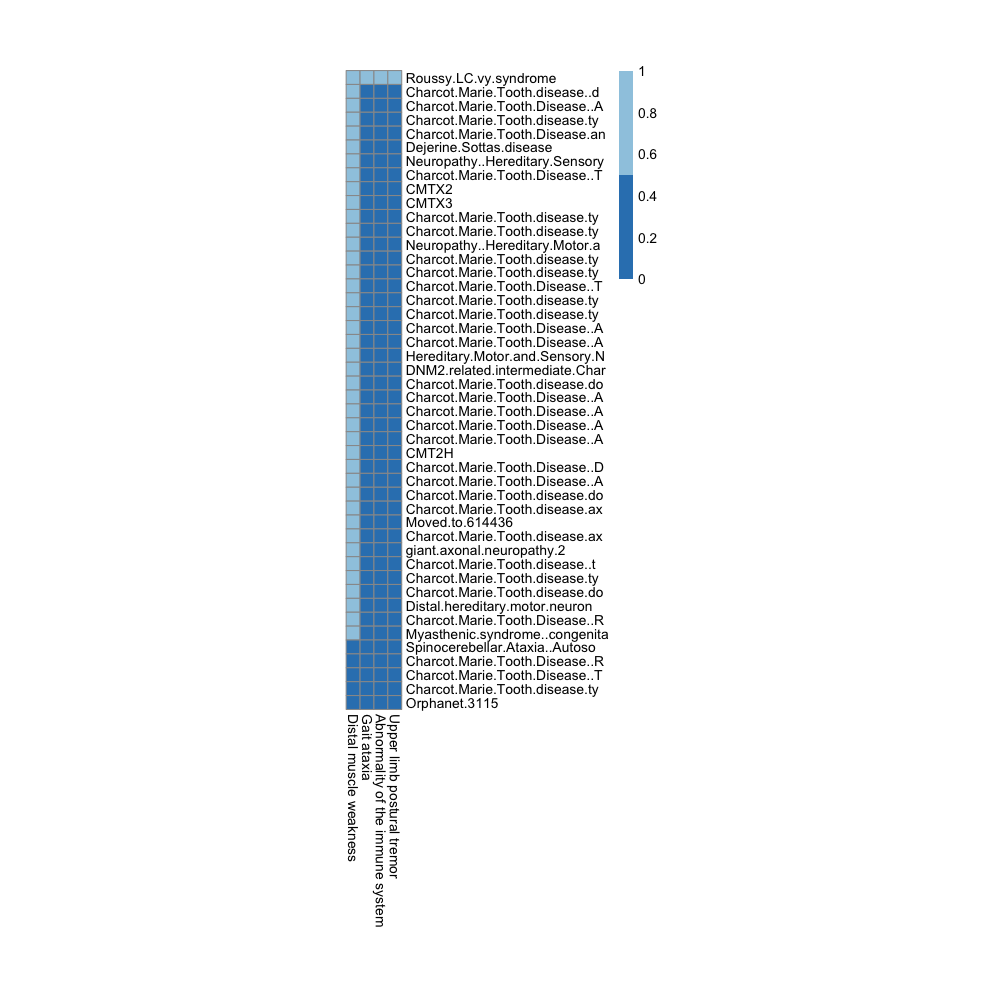 Roussy.LC.vy.syndrome
Charcot.Marie.Tooth.disease..d
Charcot.Marie.Tooth.Disease..A
Charcot.Marie.Tooth.disease.ty
Charcot.Marie.Tooth.Disease.an
Dejerine.Sottas.disease
Neuropathy..Hereditary.Sensory
Charcot.Marie.Tooth.Disease..T
CMTX2
CMTX3
Charcot.Marie.Tooth.disease.ty
Charcot.Marie.Tooth.disease.ty
Neuropathy..Hereditary.Motor.a
Charcot.Marie.Tooth.disease.ty
Charcot.Marie.Tooth.disease.ty
Charcot.Marie.Tooth.Disease..T
Charcot.Marie.Tooth.disease.ty
Charcot.Marie.Tooth.disease.ty
Charcot.Marie.Tooth.Disease..A
Charcot.Marie.Tooth.Disease..A
Hereditary.Motor.and.Sensory.N
DNM2.related.intermediate.Char
Charcot.Marie.Tooth.disease.do
Charcot.Marie.Tooth.Disease..A
Charcot.Marie.Tooth.Disease..A
Charcot.Marie.Tooth.Disease..A
Charcot.Marie.Tooth.Disease..A
CMT2H
Charcot.Marie.Tooth.Disease..D
Charcot.Marie.Tooth.Disease..A
Charcot.Marie.Tooth.disease.do
Charcot.Marie.Tooth.disease.ax
Moved.to.614436
Charcot.Marie.Tooth.disease.ax
giant.axonal.neuropathy.2
Charcot.Marie.Tooth.disease..t
Charcot.Marie.Tooth.disease.ty
Charcot.Marie.Tooth.disease.do
Distal.hereditary.motor.neuron
Charcot.Marie.Tooth.Disease..R
Myasthenic.syndrome..congenita
Spinocerebellar.Ataxia..Autoso
Charcot.Marie.Tooth.Disease..R
Charcot.Marie.Tooth.Disease..T
Charcot.Marie.Tooth.disease.ty
Orphanet.3115
1
0.8
0.6
0.4
0.2
0
Distal muscle weakness
Gait ataxia
Abnormality of the immune system
Upper limb postural tremor